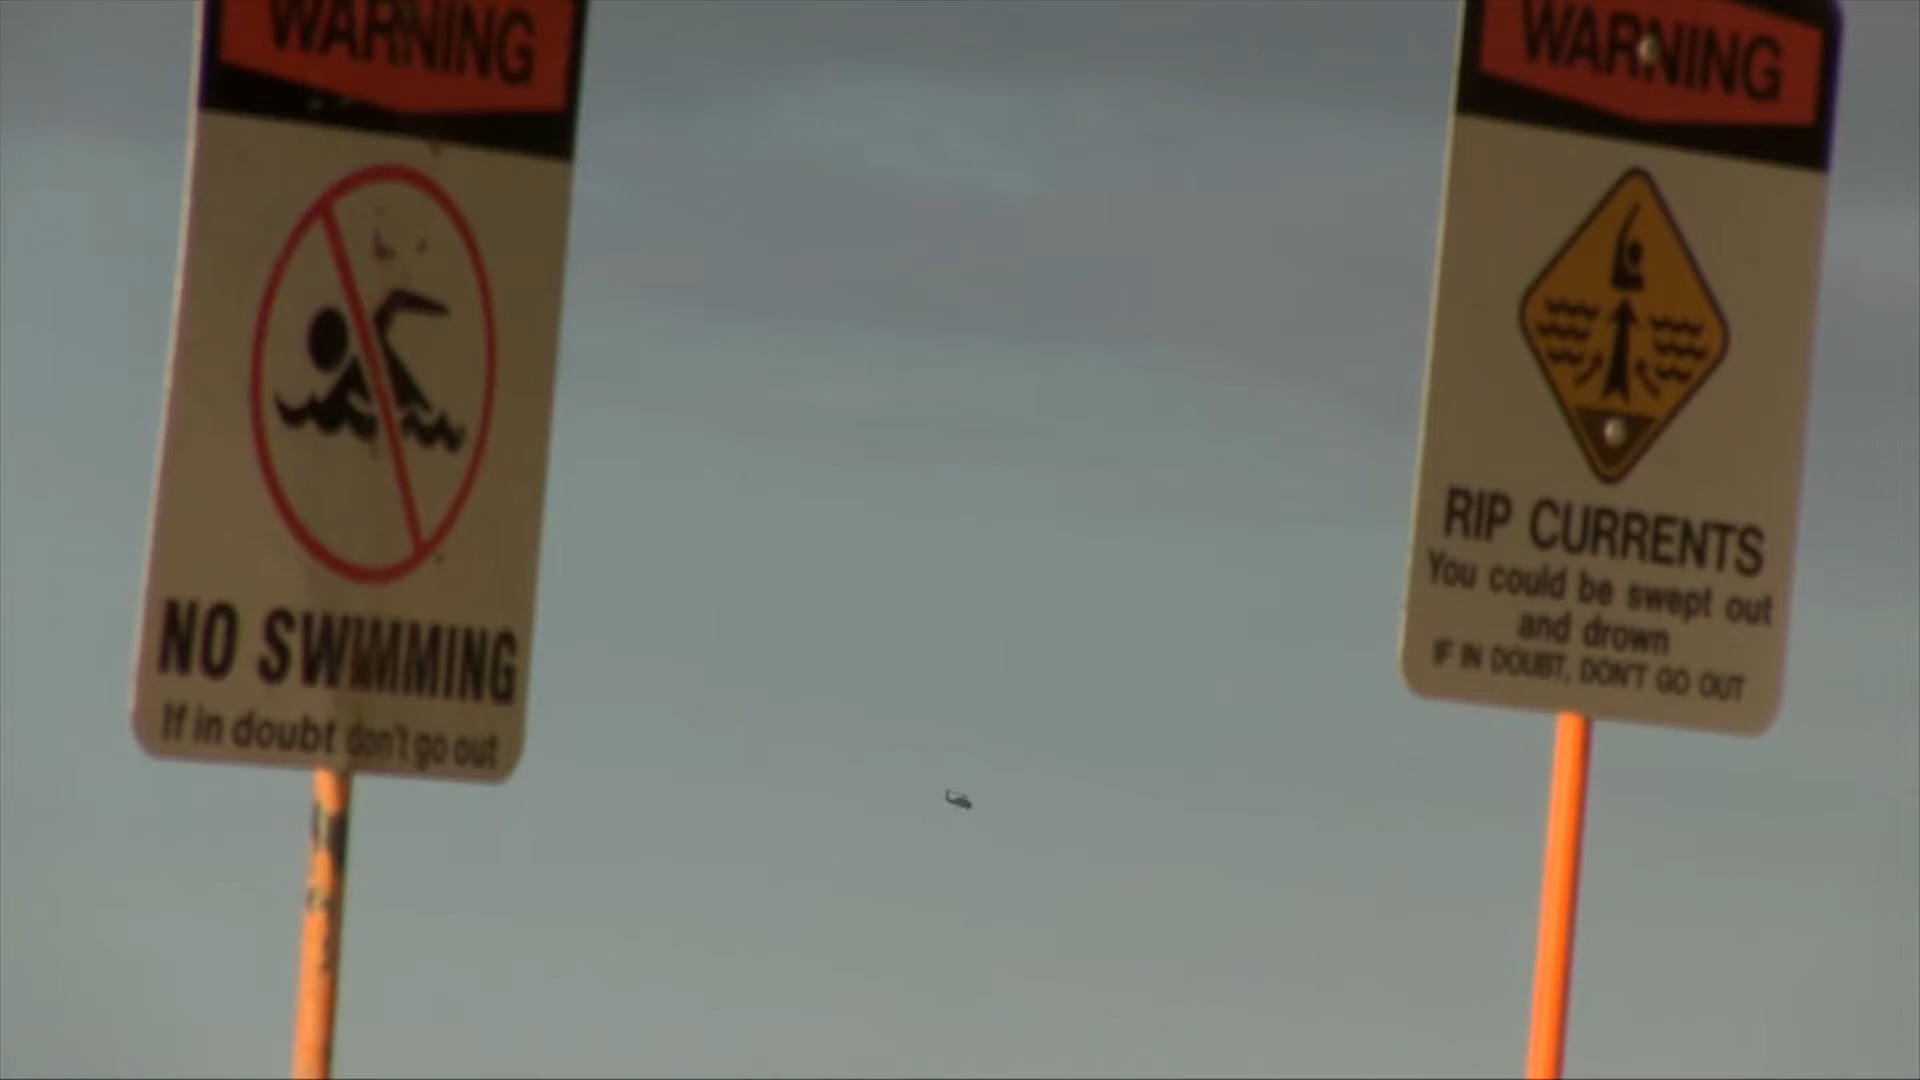 WARNING
NO SWIMMING
If in doubt don't go out
WARNING
RIP CURRENTS
You could be swept out
and drown
IF IN DOUBT, DON'T GO OUT